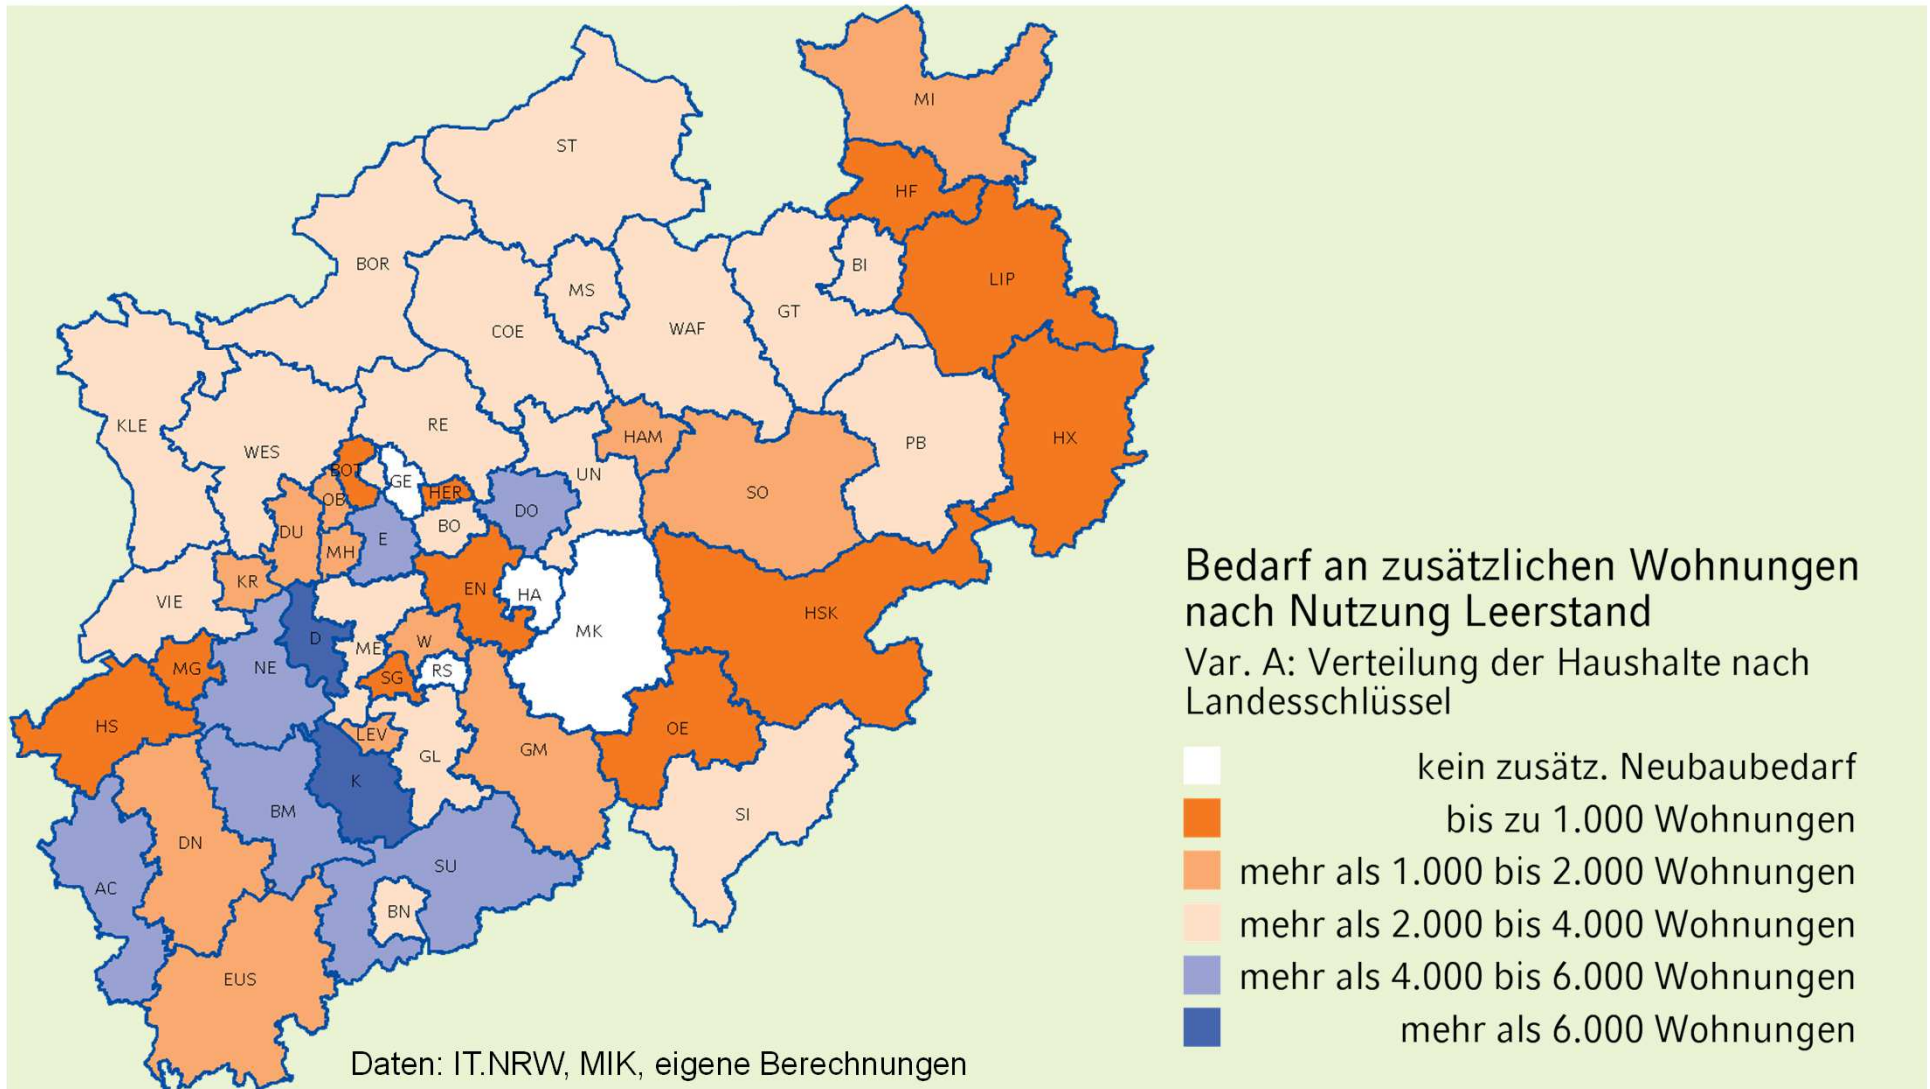 MI
ST
HF
BOR
BI
LIP
MS
GT
COE
WAF
KLE
RE
HAM
HX
WES
PB
BOT
GE
UN
HER
SO
OB
DO
BO
DU
E
MH
KR
EN
HA
VIE
HSK
MK
D
W
ME
MG
NE
RS
SG
HS
OE
LEV
GM
GL
K
BM
SI
DN
SU
AC
BN
EUS
Bedarf an zusätzlichen Wohnungen
nach Nutzung Leerstand
Var. A: Verteilung der Haushalte nach
Landesschlüssel
kein zusätz. Neubaubedarf
bis zu 1.000 Wohnungen
mehr als 1.000 bis 2.000 Wohnungen
mehr als 2.000 bis 4.000 Wohnungen
mehr als 4.000 bis 6.000 Wohnungen
mehr als 6.000 Wohnungen
Daten: IT.NRW, MIK, eigene Berechnungen